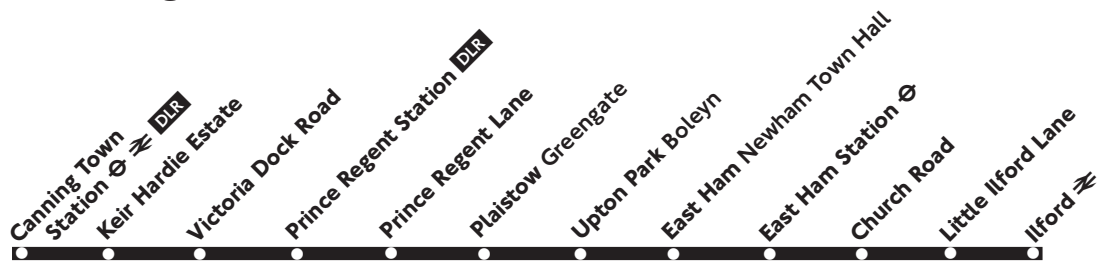 Canning Town
Station DLR
Keir Hardie Estate
Victoria Dock Road
Prince Regent Station DLR
Prince Regent Lane
Plaistow Greengate
Upton Park Boleyn
East Ham Newham Town Hall
East Ham Station
Church Road
Little Ilford Lane
Ilford